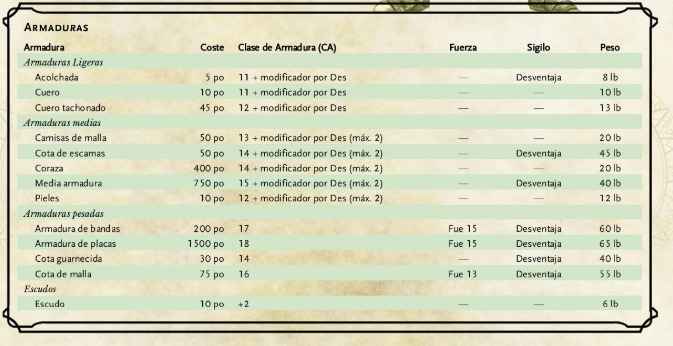 Armaduras
Armadura Coste Clase de Armadura (CA) Fuerza Sigilo Peso
Armaduras Ligeras
Acolchada 5 po 11 + modificador por Des — Desventaja 8 lb
Cuero 10 po 11 + modificador por Des — — 10 lb
Cuero tachonado 45 po 12 + modificador por Des — — 13 lb
Armaduras medias
Camisas de malla 50 po 13 + modificador por Des (máx. 2) — — 20 lb
Cota de escamas 50 po 14 + modificador por Des (máx. 2) — Desventaja 45 lb
Coraza 400 po 14 + modificador por Des (máx. 2) — — 20 lb
Media armadura 750 po 15 + modificador por Des (máx. 2) — Desventaja 40 lb
Pieles 10 po 12 + modificador por Des (máx. 2) — — 12 lb
Armaduras pesadas
Armadura de bandas 200 po 17 Fue 15 Desventaja 60 lb
Armadura de placas 1500 po 18 Fue 15 Desventaja 65 lb
Cota guarnecida 30 po 14 — Desventaja 40 lb
Cota de malla 75 po 16 Fue 13 Desventaja 55 lb
Escudos
Escudo 10 po +2 — — 6 lb